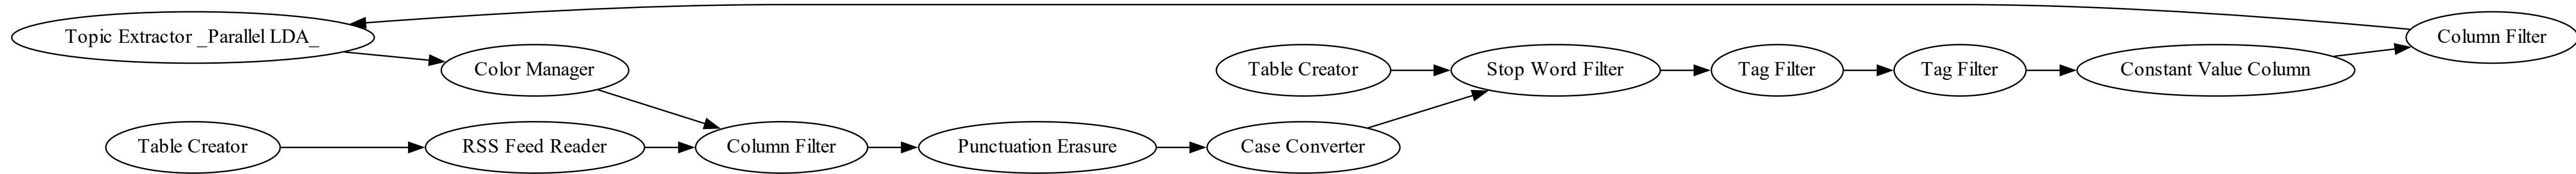 Topic Extractor _Parallel LDA_
Column Filter
Color Manager
Table Creator
Stop Word Filter
Tag Filter
Tag Filter
Constant Value Column
Table Creator
RSS Feed Reader
Column Filter
Punctuation Erasure
Case Converter